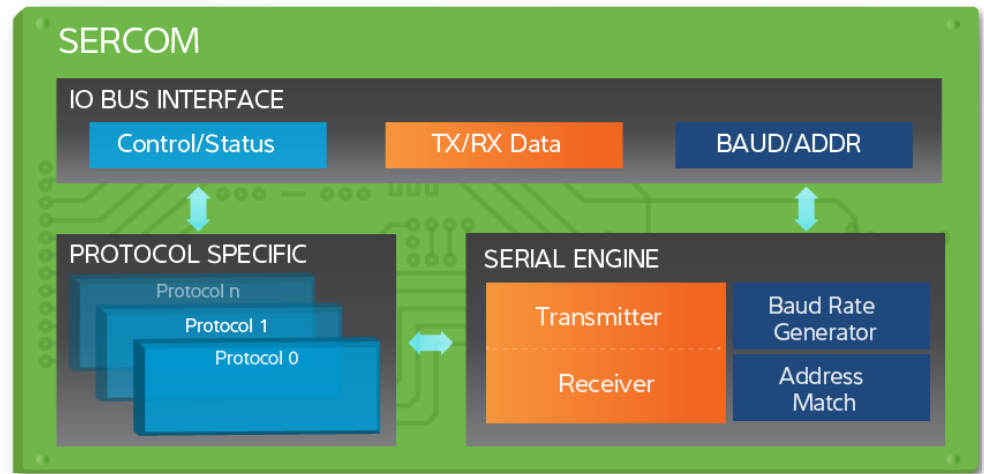 SERCOM
IO BUS INTERFACE
Control/Status
TX/RX Data
BAUD/ADDR
PROTOCOL SPECIFIC
Protocol n
Protocol 1
Protocol 0
SERIAL ENGINE
Transmitter
Receiver
Baud Rate
Generator
Address
Match